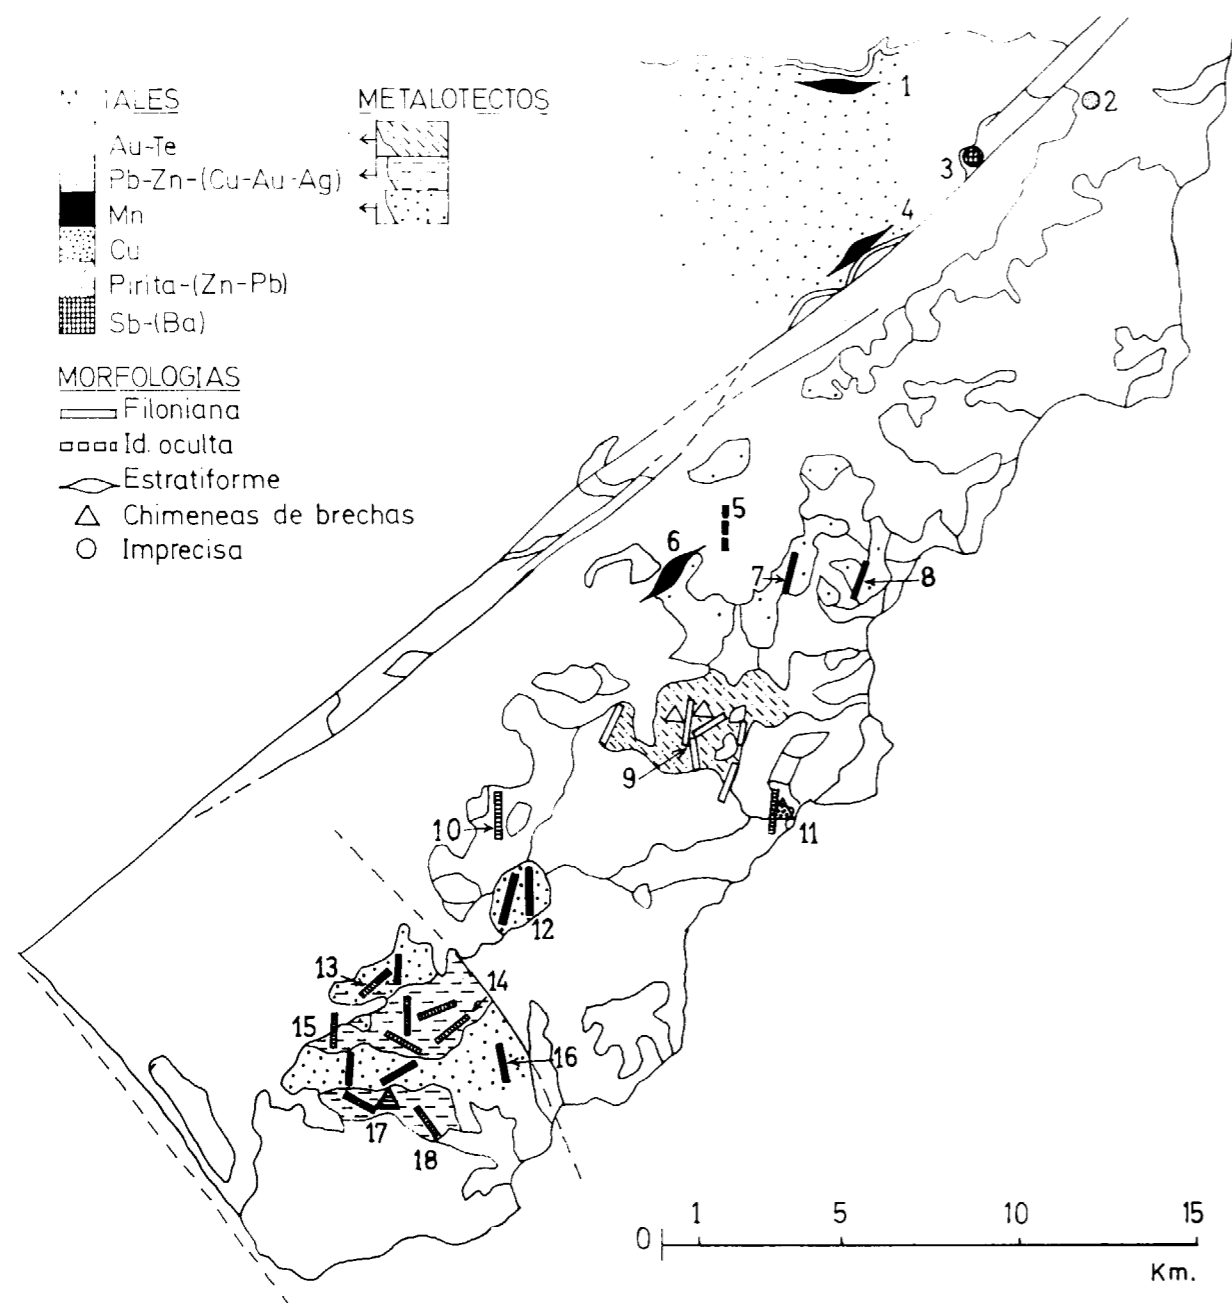 METALOTECTOS
Au-Te
Pb-Zn-(Cu-Au-Ag)
Mn
Cu
Pirita-(Zn-Pb)
Sb-(Ba)
MORFOLOGIAS
Filoniana
Id. oculta
Estratiforme
Chimeneas de brechas
Imprecisa
1
2
3
4
5
6
7
8
9
10
11
12
13
14
15
16
17
18
0
1 5 10 15
Km.